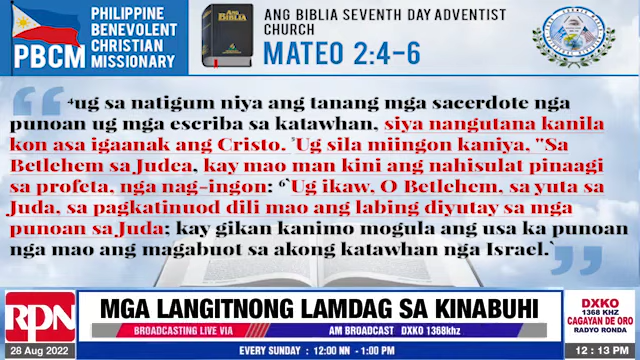 PBCM
PHILIPPINE
BENEVOLENT
CHRISTIAN
MISSIONARY
ANG BIBLIA
ANG BIBLIA SEVENTH DAY ADVENTIST
CHURCH
MATEO 2:4-6
“
⁴ug sa natigum niya ang tanang mga sacerdote nga
punoan ug mga escriba sa katawhan, siya nangutana kanila
kon asa igaanak ang Cristo. ⁵Ug sila miingon kaniya, "Sa
Betlehem sa Judea, kay mao man kini ang nahisulat pinaagi
sa profeta, nga nag-ingon: ⁶`Ug ikaw, O Betlehem, sa yuta sa
Juda, sa pagkatinuod dili mao ang labing diyutay sa mga
punoan sa Juda; kay gikan kanimo mogula ang usa ka punoan
nga mao ang magabuot sa akong katawhan nga Israel.`
”
RPN
28 Aug 2022
MGA LANGITNONG LAMDAG SA KINABUHI
BROADCASTING LIVE VIA
AM BROADCAST DXKO 1368khz
EVERY SUNDAY : 12:00 NN -1:00 PM
DXKO
1368 KHZ
CAGAYAN DE ORO
RADYO RONDA
12:13 PM